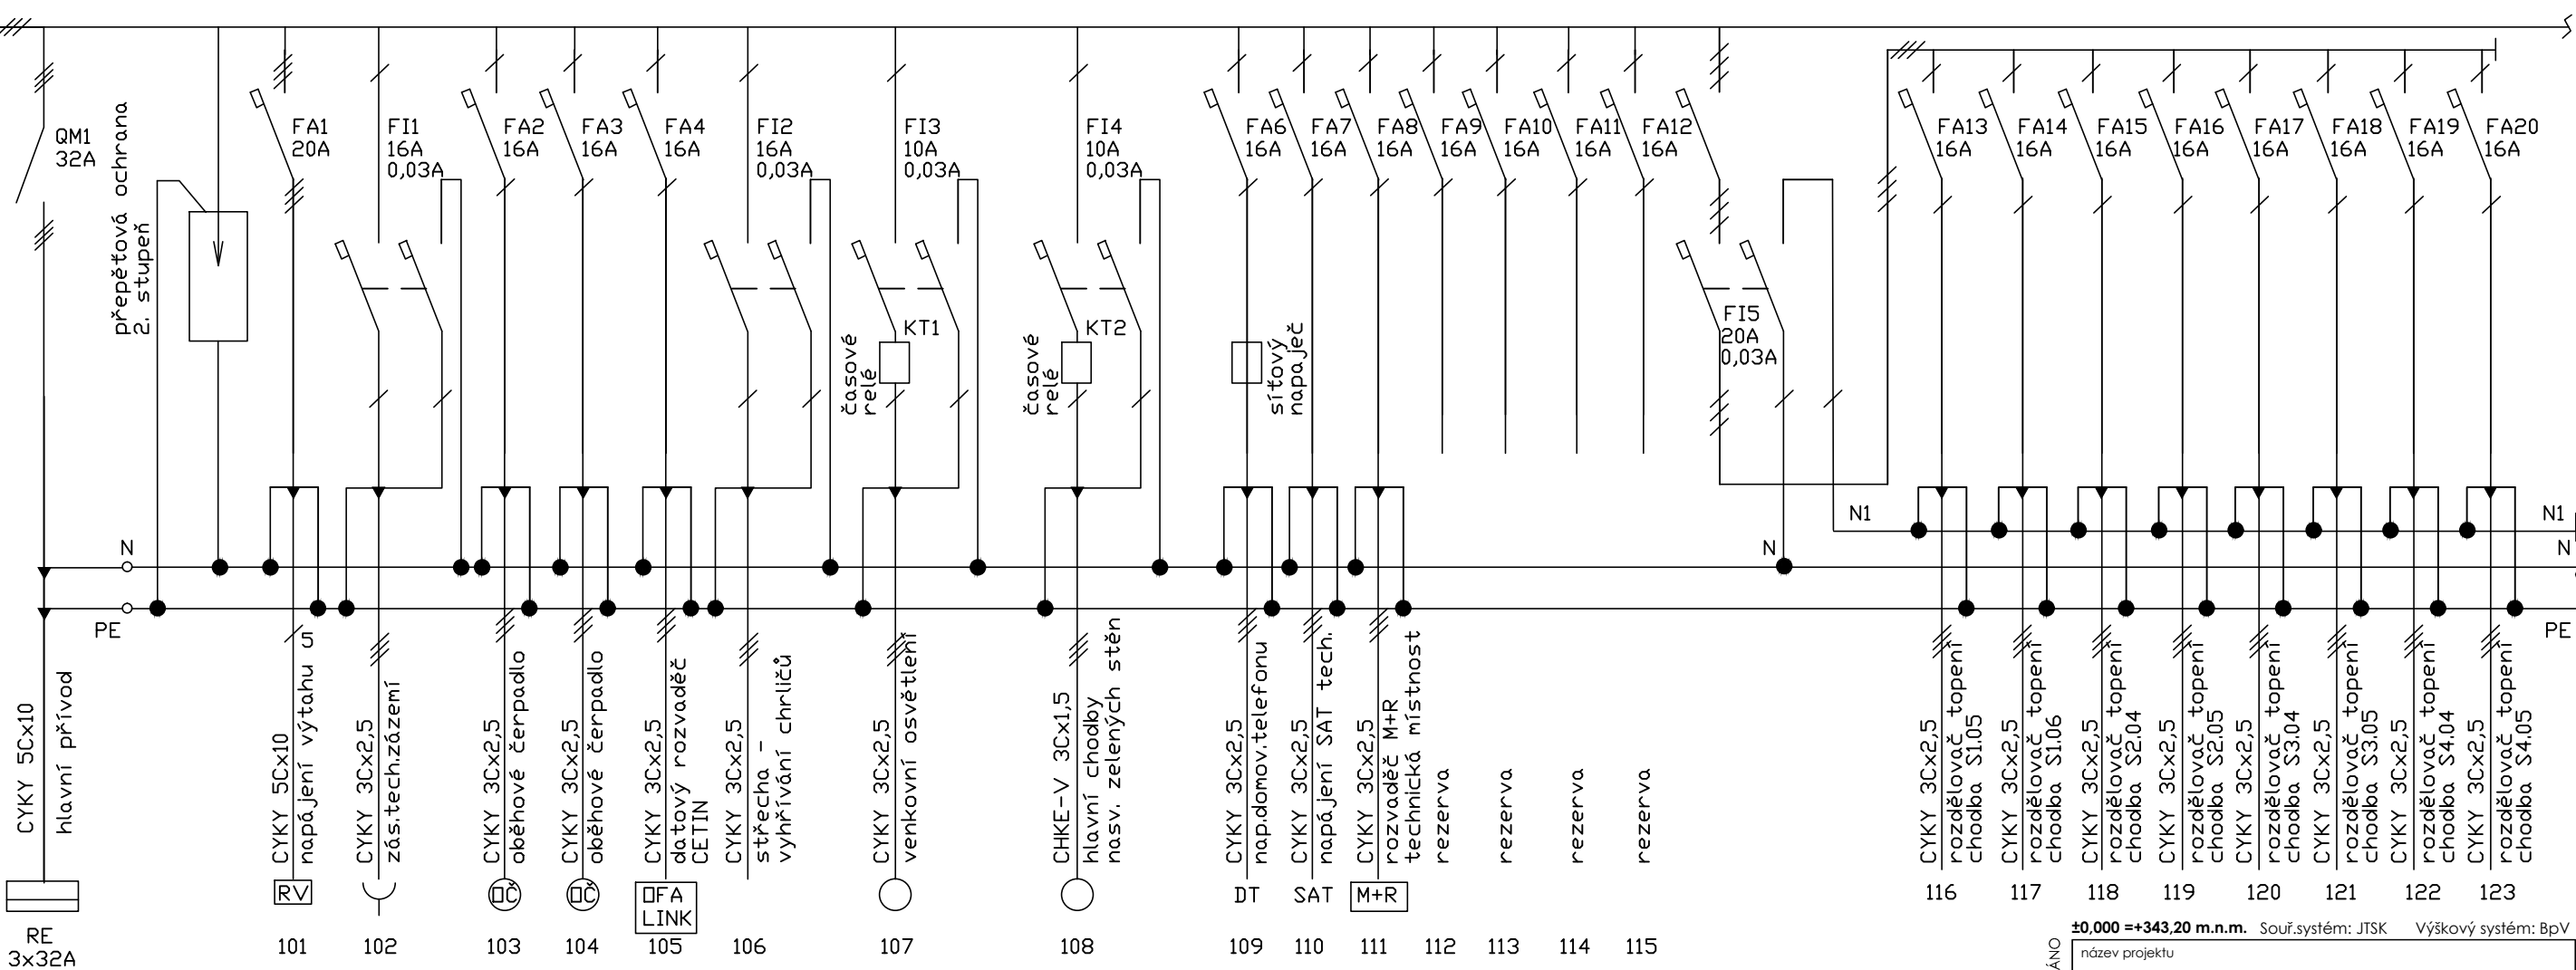 QM1
32A
přepěťová ochrana
2. stupeň
FA1
20A
FI1
16A
0,03A
FA2
16A
FA3
16A
FA4
16A
FI2
16A
0,03A
FI3
10A
0,03A
FI4
10A
0,03A
FA6
16A
FA7
16A
FA8
16A
FA9
16A
FA10
16A
FA11
16A
FA12
16A
FA13
16A
FA14
16A
FA15
16A
FA16
16A
FA17
16A
FA18
16A
FA19
16A
FA20
16A
časové
relé
KT1
časové
relé
KT2
síťový
napaječ
FI5
20A
0,03A
N1
N1
N
N
N
PE
PE
CYKY 5Cx10
hlavní přívod
CYKY 5Cx10
napájení výtahu 5
CYKY 3Cx2,5
zás.tech.zázemí
CYKY 3Cx2,5
oběhové čerpadlo
CYKY 3Cx2,5
oběhové čerpadlo
CYKY 3Cx2,5
datový rozvaděč
CETIN
CYKY 3Cx2,5
střecha -
vyhřívání chrličů
CYKY 3Cx2,5
venkovní osvětlení
CHKE-V 3Cx1,5
hlavní chodby
nasv. zelených stěn
CYKY 3Cx2,5
nap.domov.telefonu
CYKY 3Cx2,5
napájení SAT tech.
CYKY 3Cx2,5
rozvaděč M+R
technická místnost
rezerva
rezerva
rezerva
rezerva
CYKY 3Cx2,5
rozdělovač topení
chodba S1.05
CYKY 3Cx2,5
rozdělovač topení
chodba S1.06
CYKY 3Cx2,5
rozdělovač topení
chodba S2.04
CYKY 3Cx2,5
rozdělovač topení
chodba S2.05
CYKY 3Cx2,5
rozdělovač topení
chodba S3.04
CYKY 3Cx2,5
rozdělovač topení
chodba S3.05
CYKY 3Cx2,5
rozdělovač topení
chodba S4.04
CYKY 3Cx2,5
rozdělovač topení
chodba S4.05
RV
OČ
OČ
OFA
LINK
DT
SAT
M+R
116
117
118
119
120
121
122
123
RE
3x32A
101
102
103
104
105
106
107
108
109
110
111
112
113
114
115
±0,000 =+343,20 m.n.m. Souř.systém: JTSK Výškový systém: BpV
název projektu